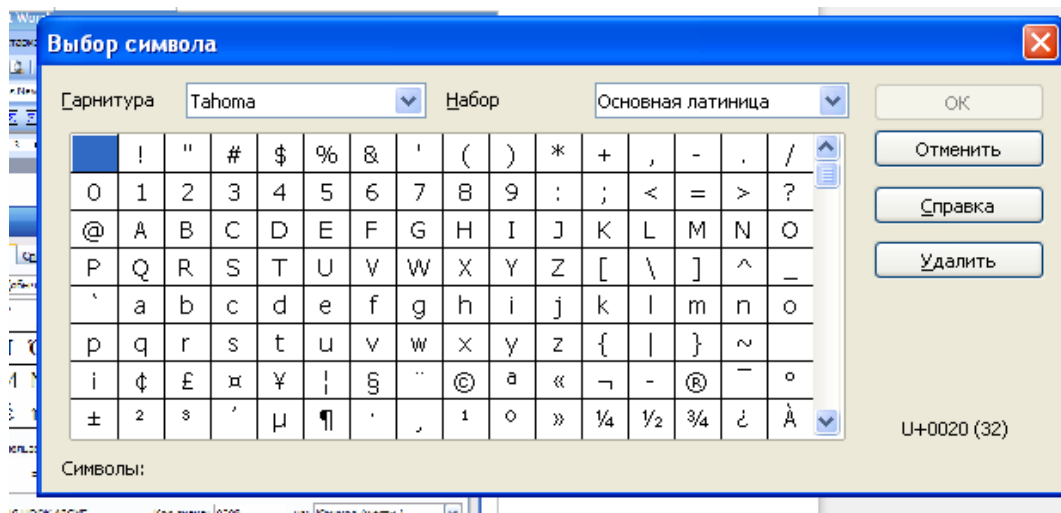 Выбор символа
Гарнитура Tahoma Набор Основная латиница ОК
! " # $ % & ' ( ) * + , - . /
Отменить
0 1 2 3 4 5 6 7 8 9 : ; < = > ?
Справка
@ A B C D E F G H I J K L M N O
P Q R S T U V W X Y Z [ \ ] ^ _
Удалить
` a b c d e f g h i j k l m n o
p q r s t u v w x y z { | } ~
¡ ¢ £ ¤ ¥ ¦ § ¨ © ª « ¬ - ® ¯ °
± ² ³ ´ µ ¶ · ¸ ¹ º » ¼ ½ ¾ ¿ À
U+0020 (32)
Символы: